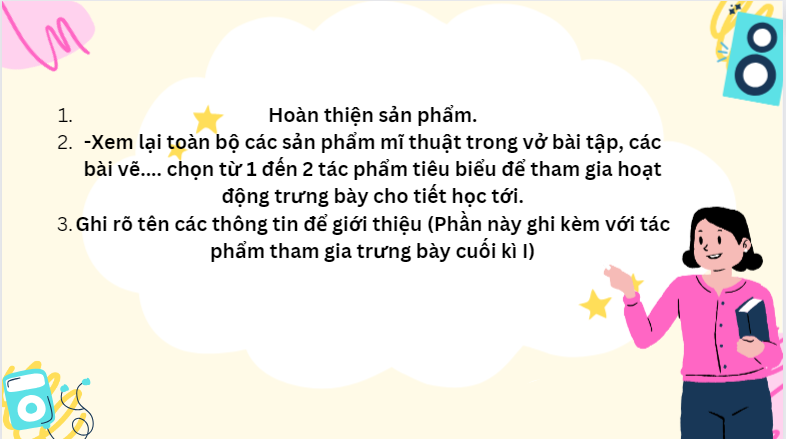 1. Hoàn thiện sản phẩm.
2. -Xem lại toàn bộ các sản phẩm mĩ thuật trong vở bài tập, các
bài vẽ.... chọn từ 1 đến 2 tác phẩm tiêu biểu để tham gia hoạt
động trưng bày cho tiết học tới.
3. Ghi rõ tên các thông tin để giới thiệu (Phần này ghi kèm với tác
phẩm tham gia trưng bày cuối kì I)